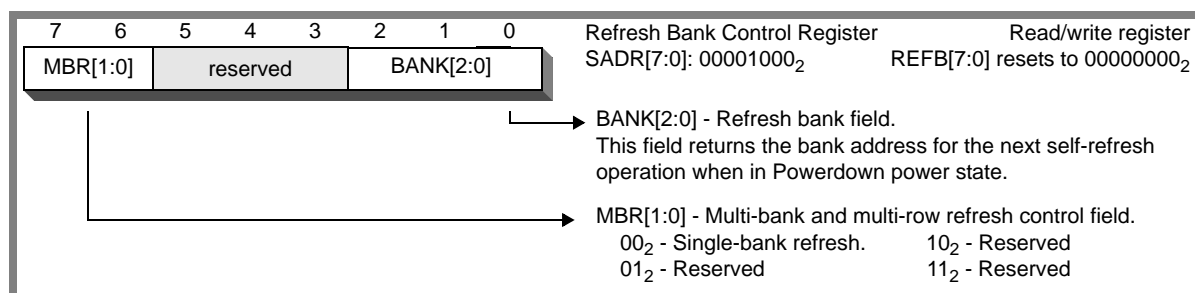 7 6 5 4 3 2 1 0
MBR[1:0] reserved BANK[2:0]
Refresh Bank Control Register Read/write register
SADR[7:0]: 00001000₂ REFB[7:0] resets to 00000000₂
BANK[2:0] - Refresh bank field.
This field returns the bank address for the next self-refresh
operation when in Powerdown power state.
MBR[1:0] - Multi-bank and multi-row refresh control field.
00₂ - Single-bank refresh. 10₂ - Reserved
01₂ - Reserved 11₂ - Reserved